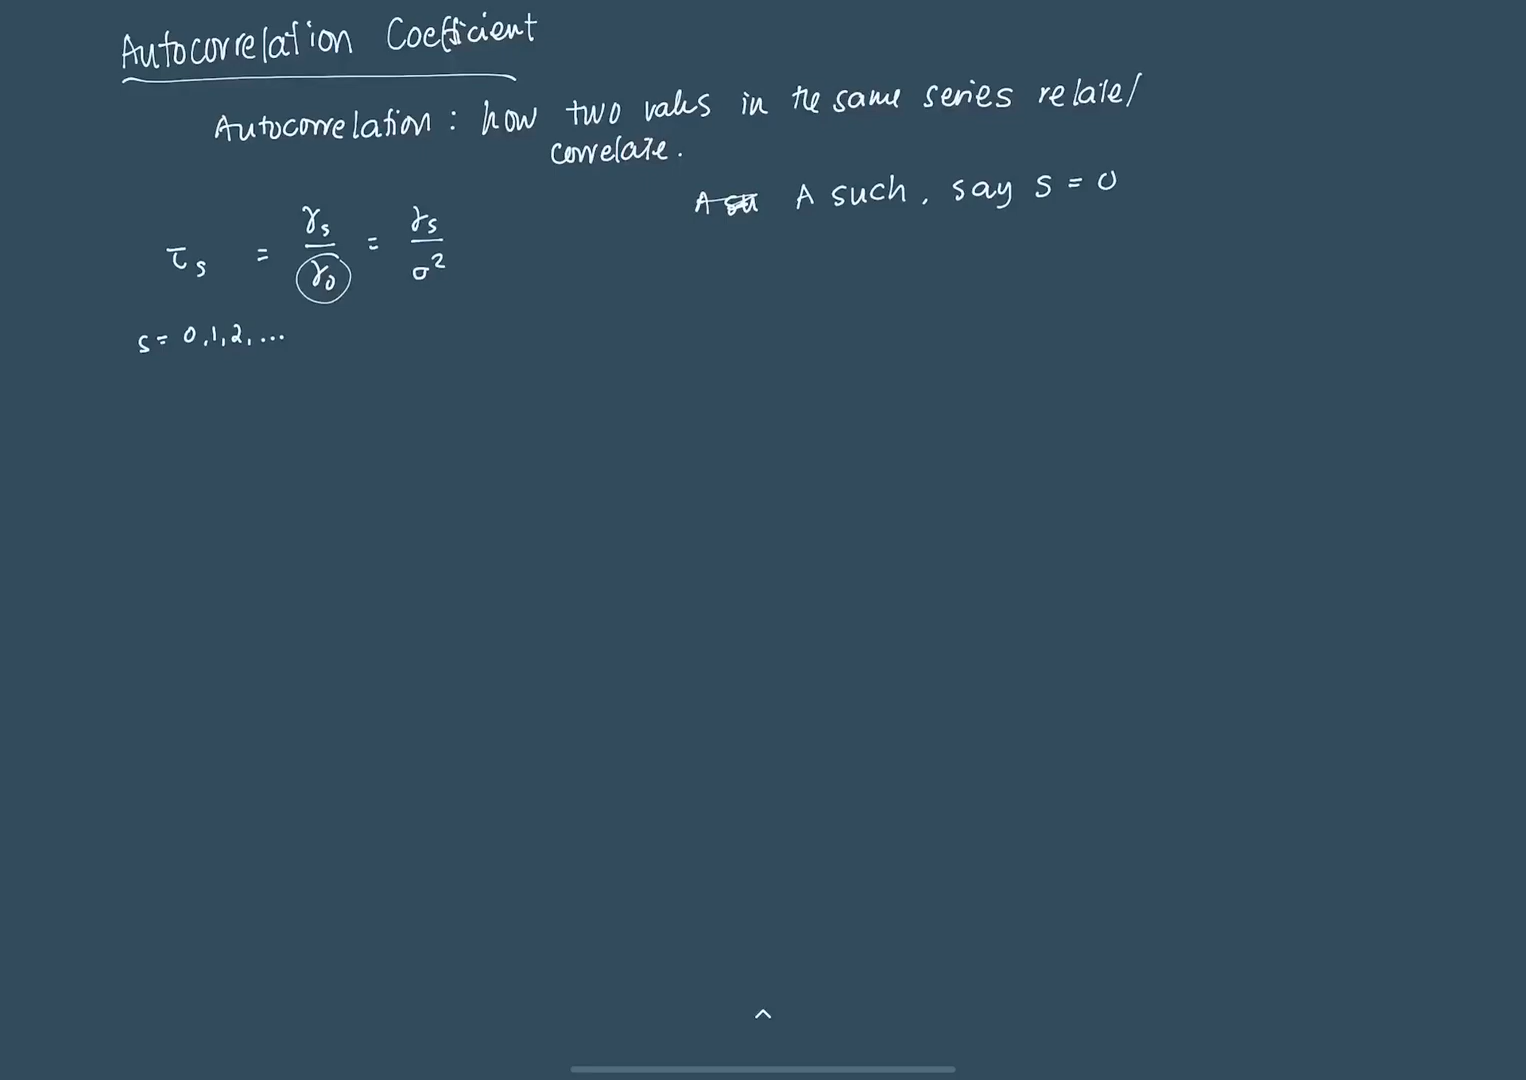 Autocorrelation Coefficient
Autocorrelation : how two values in the same series relate/
correlate.
A such, say s = 0
τₛ = γₛ/γ₀ = γₛ/σ²
s = 0,1,2, ...